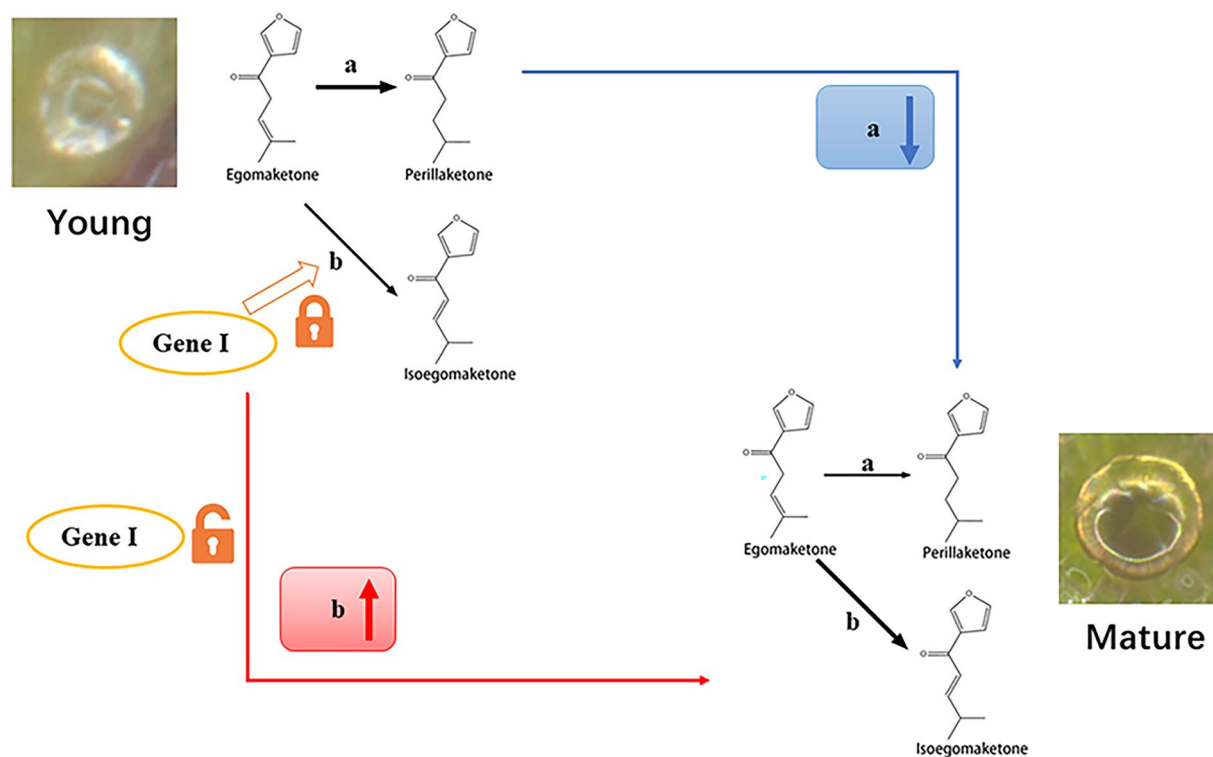 a
a
Egomaketone
Perillaketone
Young
b
Gene I
Isoegomaketone
a
Gene I
Egomaketone
Perillaketone
b
b
Mature
Isoegomaketone